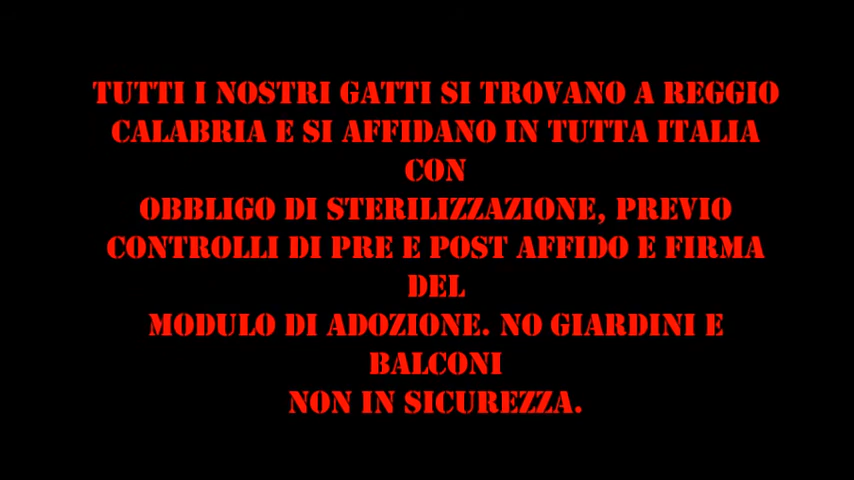 TUTTI I NOSTRI GATTI SI TROVANO A REGGIO
CALABRIA E SI AFFIDANO IN TUTTA ITALIA
CON
OBBLIGO DI STERILIZZAZIONE, PREVIO
CONTROLLI DI PRE E POST AFFIDO E FIRMA
DEL
MODULO DI ADOZIONE. NO GIARDINI E
BALCONI
NON IN SICUREZZA.